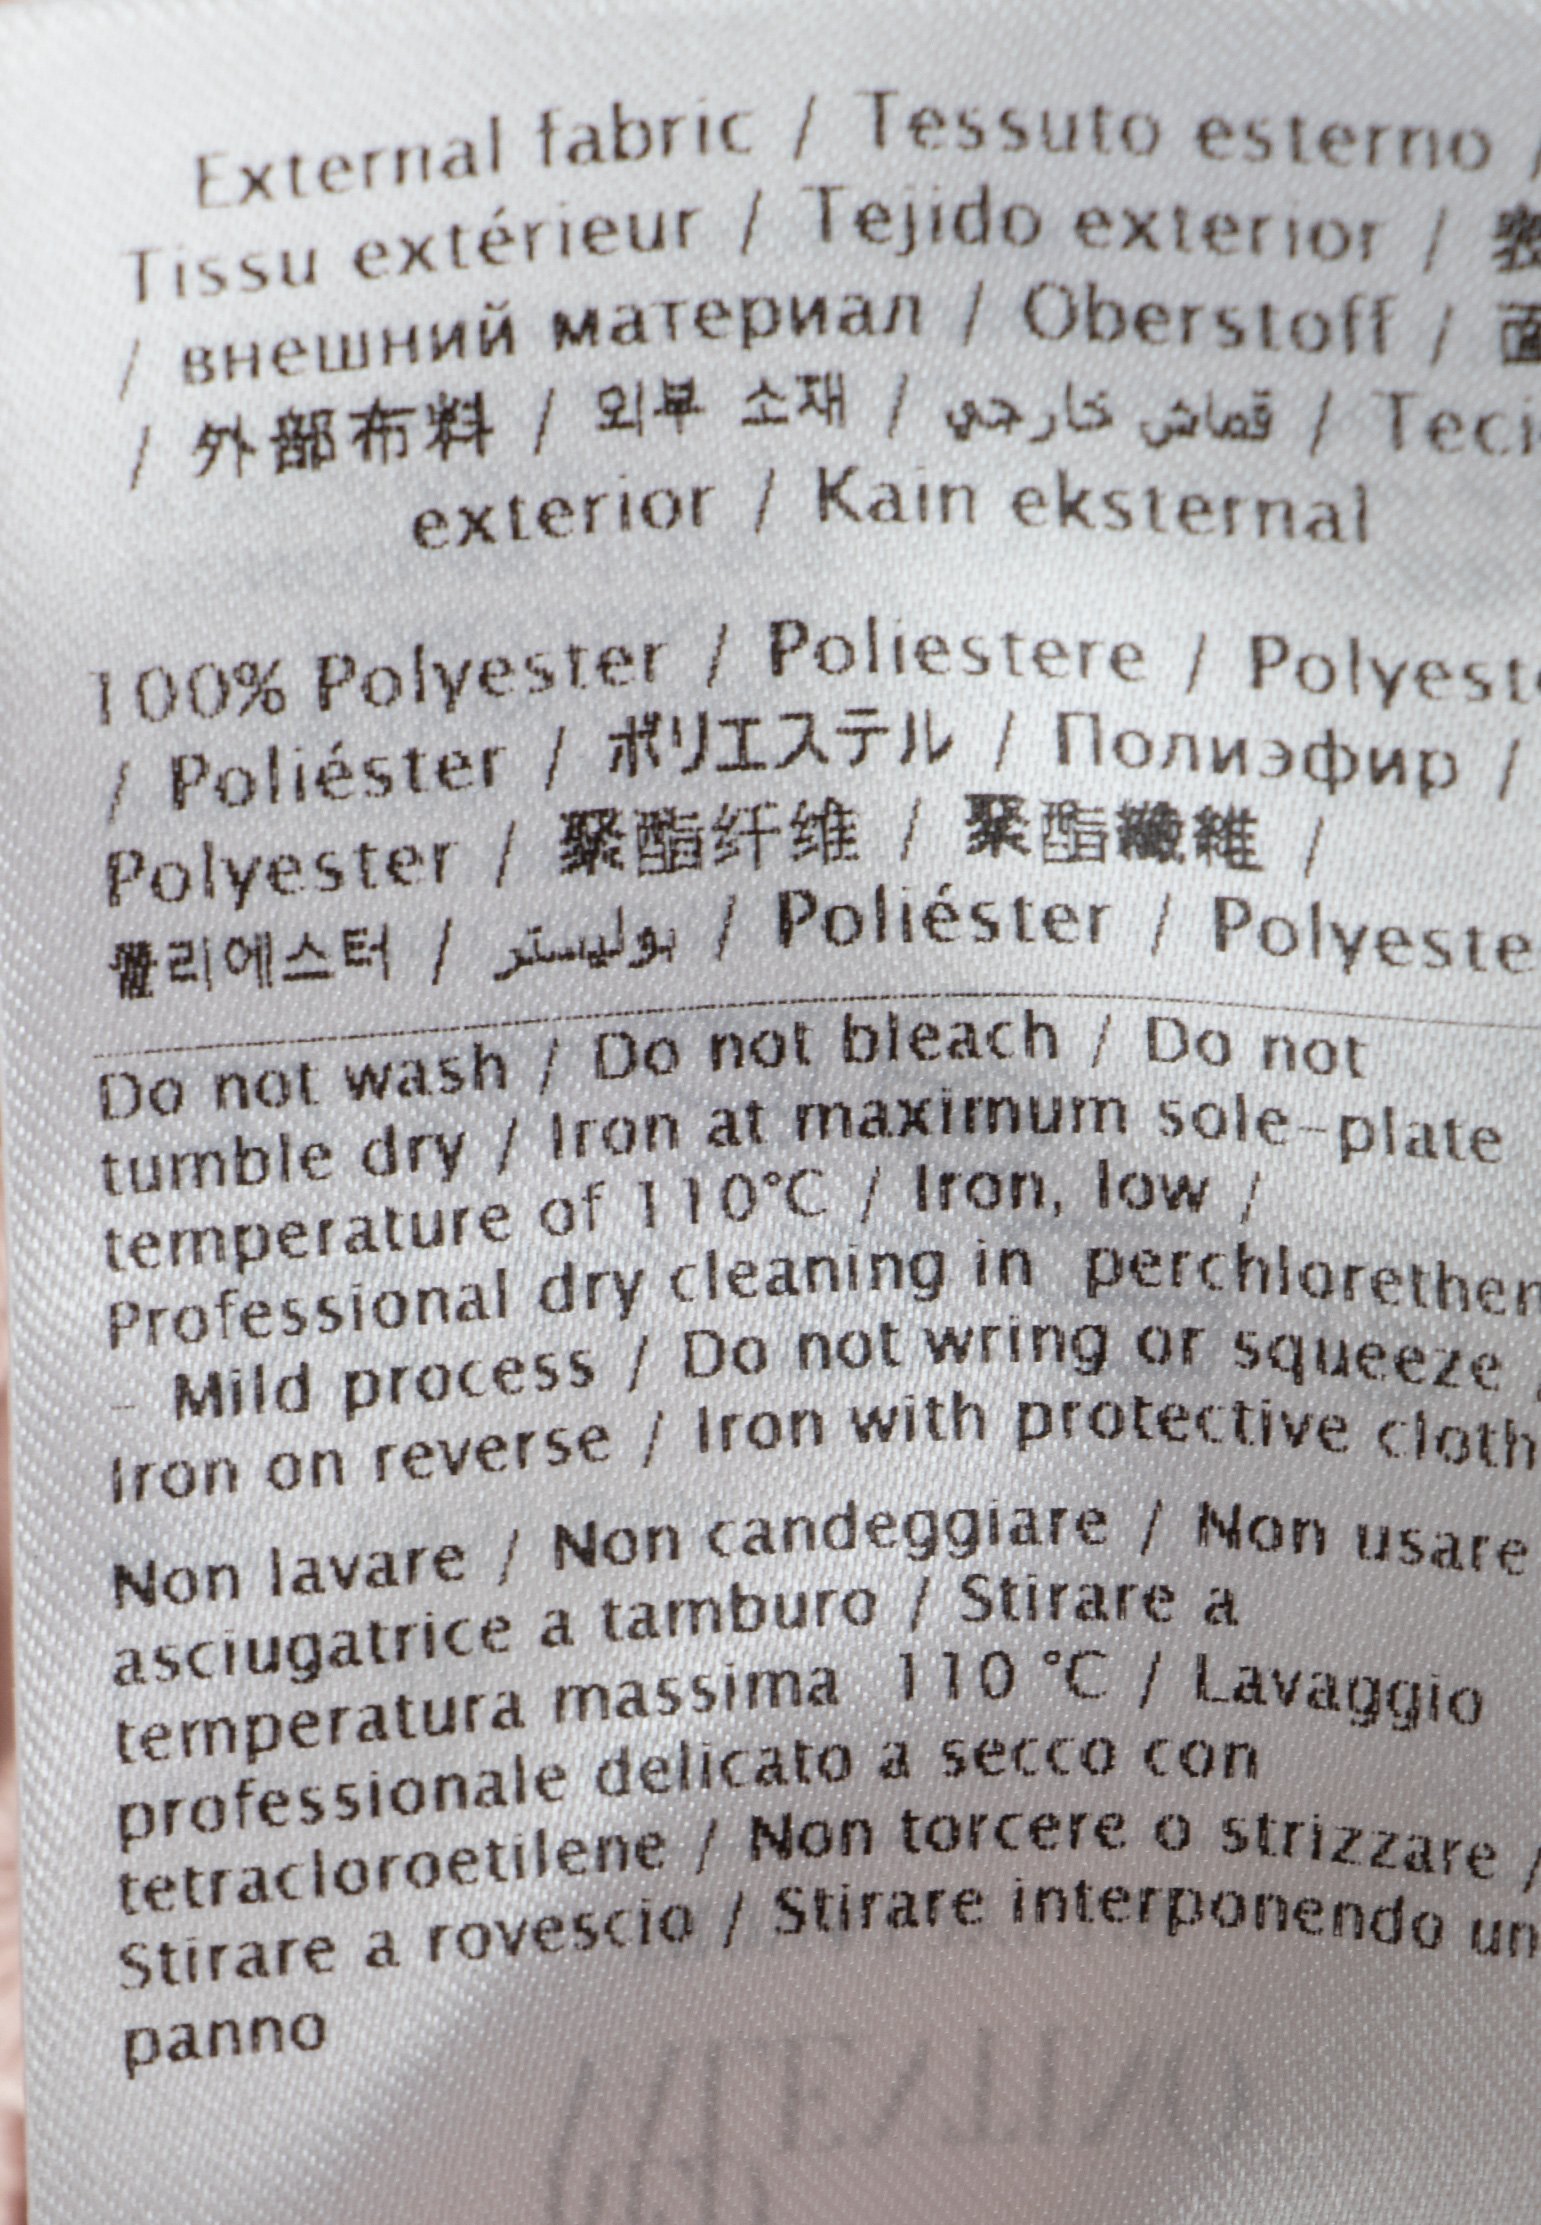 External fabric / Tessuto esterno /
Tissu extérieur / Tejido exterior /
/ внешний материал / Oberstoff /
/ 外部布料 / 외부 소재 / قماش خارجي /
exterior / Kain eksternal
100% Polyester / Poliestere /
/ Poliéster / ポリエステル / Полиэфир /
Polyester / 聚酯纤维 / 聚酯纖維 /
폴리에스터 / بوليستر / Poliéster /
Do not wash / Do not bleach / Do not
tumble dry / Iron at maximum sole-plate
temperature of 110°C / Iron, low /
Professional dry cleaning in
- Mild process / Do not wring or squeeze /
Iron on reverse / Iron with protective cloth
Non lavare / Non candeggiare / Non usare
asciugatrice a tamburo / Stirare a
temperatura massima 110 °C / Lavaggio
professionale delicato a secco con
tetracloroetilene / Non torcere o strizzare /
Stirare a rovescio / Stirare interponendo un
panno